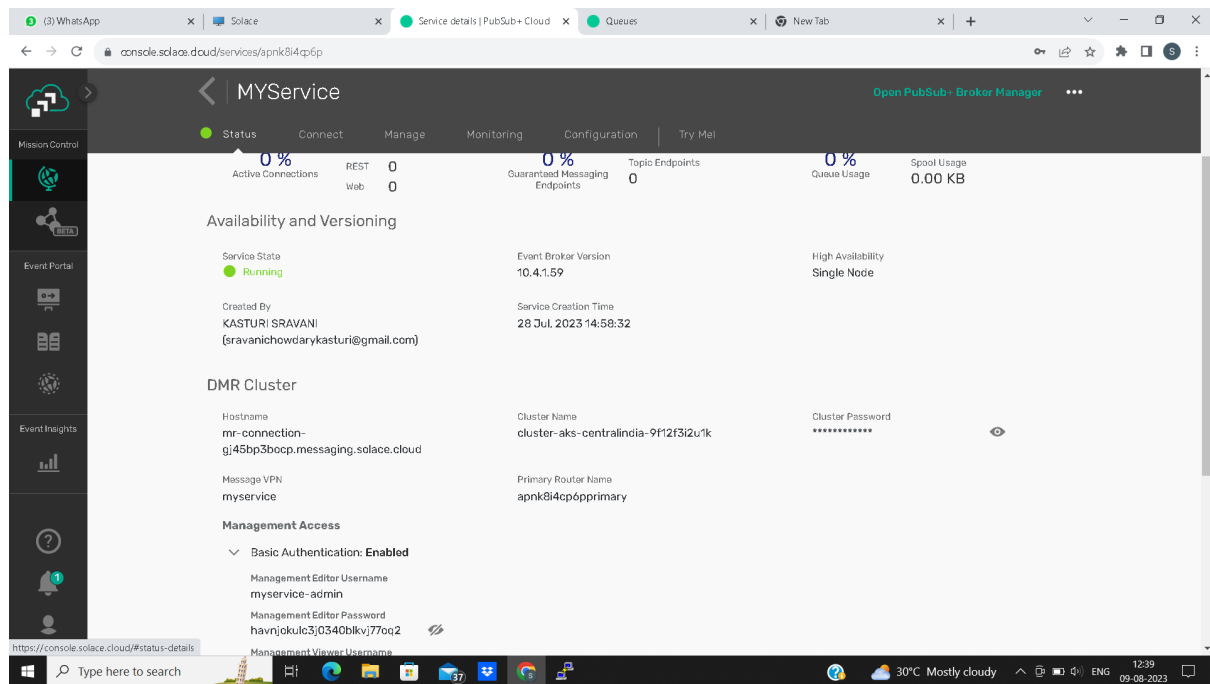 (3) WhatsApp
Solace
Service details | PubSub+ Cloud
Queues
New Tab
console.solace.cloud/services/apnk8i4cp6p
S
MYService
Open PubSub+ Broker Manager
Status Connect Manage Monitoring Configuration Try Me!
Mission Control
BETA
Event Portal
Event Insights
1
0 %
Active Connections
REST 0
Web 0
0 %
Guaranteed Messaging
Endpoints
Topic Endpoints
0
0 %
Queue Usage
Spool Usage
0.00 KB
Availability and Versioning
Service State
Running
Event Broker Version
10.4.1.59
High Availability
Single Node
Created By
KASTURI SRAVANI
(sravanichowdarykasturi@gmail.com)
Service Creation Time
28 Jul, 2023 14:58:32
DMR Cluster
Hostname
mr-connection-
gj45bp3bocp.messaging.solace.cloud
Cluster Name
cluster-aks-centralindia-9f12f3i2u1k
Cluster Password
************
Message VPN
myservice
Primary Router Name
apnk8i4cp6pprimary
Management Access
Basic Authentication: Enabled
Management Editor Username
myservice-admin
Management Editor Password
havnjokulc3j0340blkvj77oq2
Management Viewer Username
https://console.solace.cloud/#status-details
Type here to search
37
30°C Mostly cloudy
ENG
12:39
09-08-2023